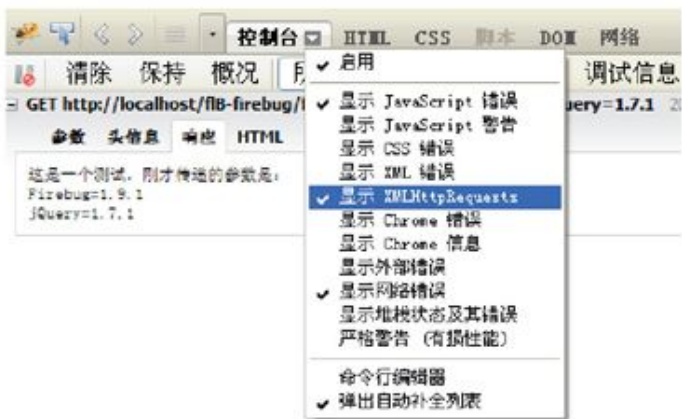 控制台 HTML CSS 脚本 DOM 网络
清除 保持 概况 调试信息
GET http://localhost/flB-firebug/ uery=1.7.1
参数 头信息 响应 HTML
这是一个测试，刚才传递的参数是：
Firebug=1.9.1
jQuery=1.7.1
启用
显示 JavaScript 错误
显示 JavaScript 警告
显示 CSS 错误
显示 XML 错误
显示 XMLHttpRequests
显示 Chrome 错误
显示 Chrome 信息
显示外部错误
显示网络错误
显示堆栈状态及其错误
严格警告 (有损性能)
命令行编辑器
弹出自动补全列表